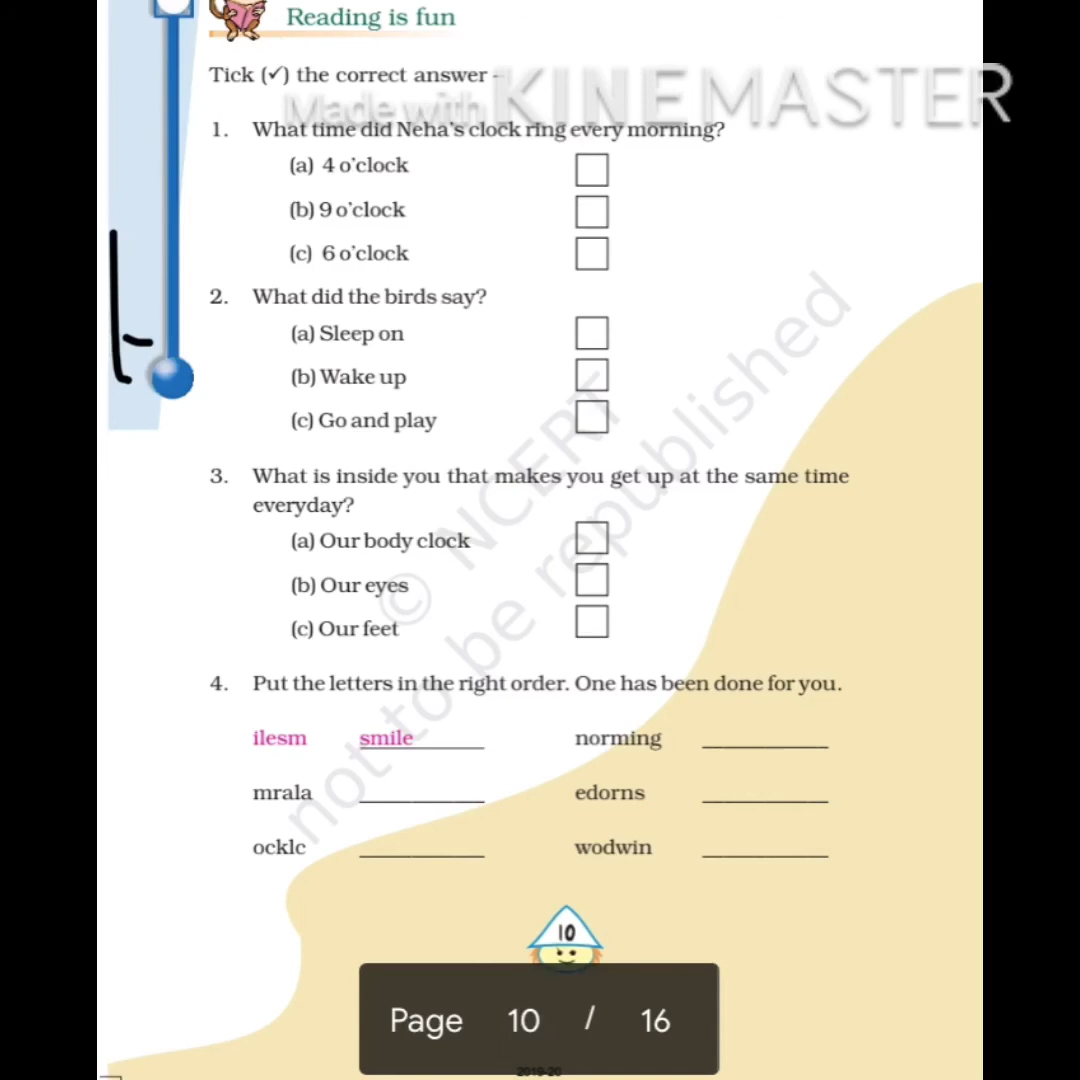 Reading is fun
Tick (✓) the correct answer –
Made with KINEMASTER
1. What time did Neha's clock ring every morning?
(a) 4 o'clock
(b) 9 o'clock
(c) 6 o'clock
2. What did the birds say?
(a) Sleep on
(b) Wake up
(c) Go and play
3. What is inside you that makes you get up at the same time
everyday?
(a) Our body clock
(b) Our eyes
(c) Our feet
© NCERT
not to be republished
4. Put the letters in the right order. One has been done for you.
ilesm smile norming
mrala edorns
ocklc wodwin
10
Page 10 / 16
2019-20